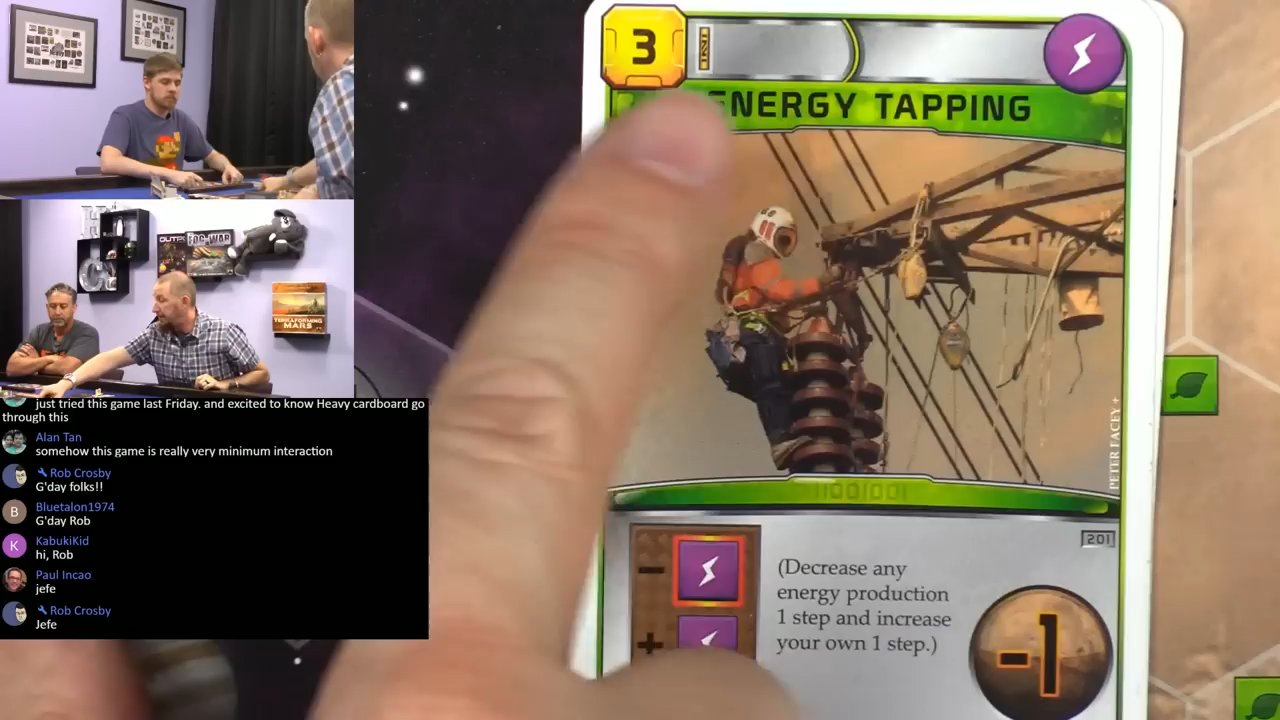 3
ENERGY TAPPING
PETER FACEY +
201
(Decrease any
energy production
1 step and increase
your own 1 step.)
-1
- 
+
FOG OF WAR
TERRAFORMING
MARS
just tried this game last Friday. and excited to know Heavy cardboard go
through this
Alan Tan
somehow this game is really very minimum interaction
Rob Crosby
G'day folks!!
B
Bluetalon1974
G'day Rob
K
KabukiKid
hi, Rob
Paul Incao
jefe
Rob Crosby
Jefe